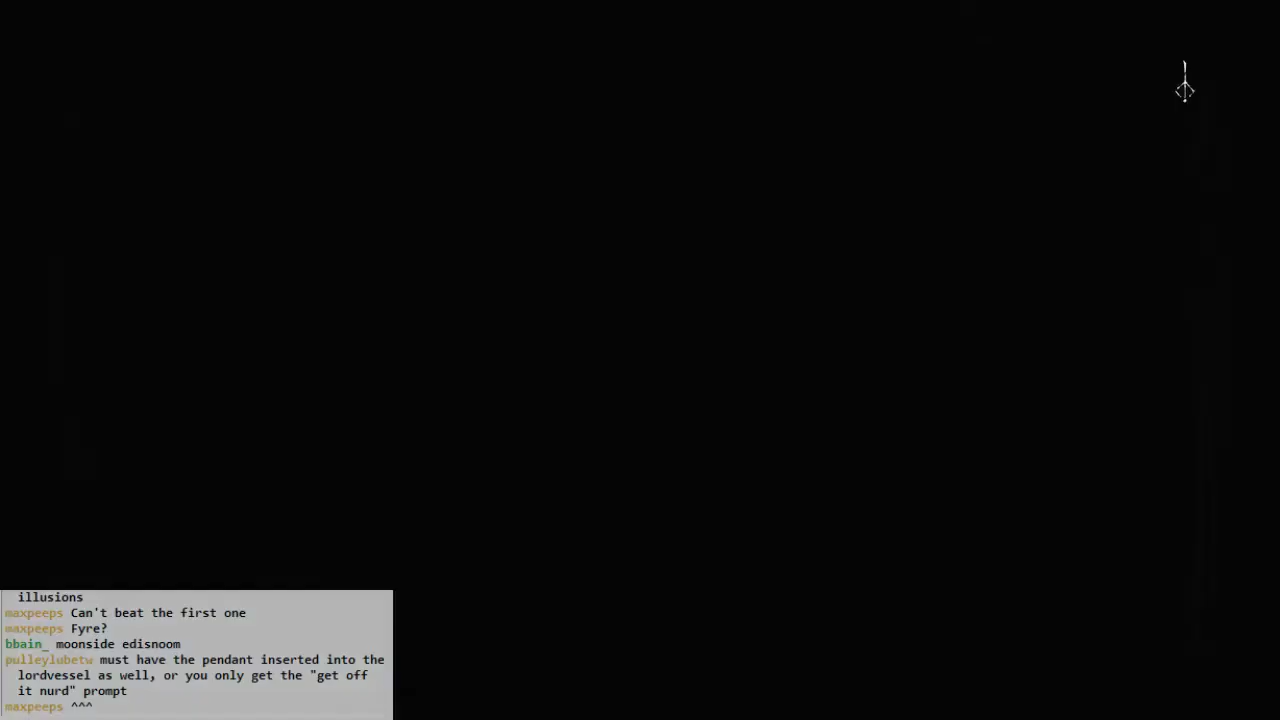 illusions
maxpeeps Can't beat the first one
maxpeeps Fyre?
bbain_ moonside edisnoom
pulleylubetw must have the pendant inserted into the
lordvessel as well, or you only get the "get off
it nurd" prompt
maxpeeps ^^^